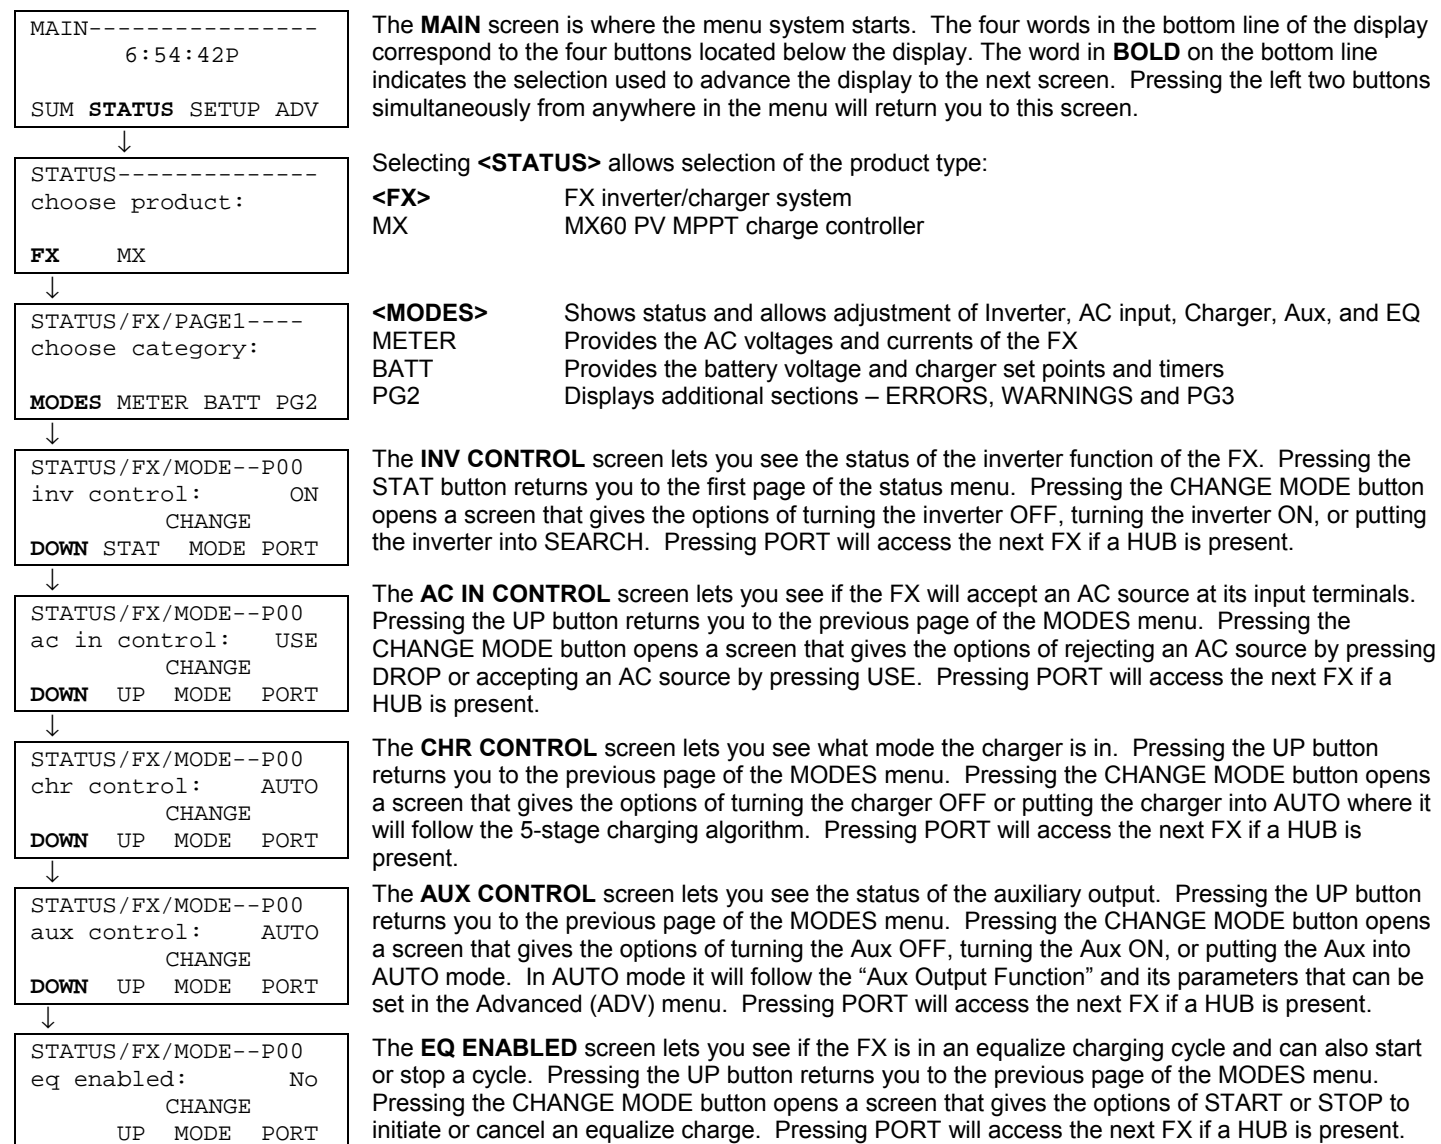 MAIN----------------
6:54:42P
SUM STATUS SETUP ADV
The MAIN screen is where the menu system starts. The four words in the bottom line of the display
correspond to the four buttons located below the display. The word in BOLD on the bottom line
indicates the selection used to advance the display to the next screen. Pressing the left two buttons
simultaneously from anywhere in the menu will return you to this screen.
↓
STATUS--------------
choose product:
FX MX
Selecting <STATUS> allows selection of the product type:
<FX> FX inverter/charger system
MX MX60 PV MPPT charge controller
↓
STATUS/FX/PAGE1----
choose category:
MODES METER BATT PG2
<MODES> Shows status and allows adjustment of Inverter, AC input, Charger, Aux, and EQ
METER Provides the AC voltages and currents of the FX
BATT Provides the battery voltage and charger set points and timers
PG2 Displays additional sections – ERRORS, WARNINGS and PG3
↓
STATUS/FX/MODE--P00
inv control: ON
CHANGE
DOWN STAT MODE PORT
The INV CONTROL screen lets you see the status of the inverter function of the FX. Pressing the
STAT button returns you to the first page of the status menu. Pressing the CHANGE MODE button
opens a screen that gives the options of turning the inverter OFF, turning the inverter ON, or putting
the inverter into SEARCH. Pressing PORT will access the next FX if a HUB is present.
↓
STATUS/FX/MODE--P00
ac in control: USE
CHANGE
DOWN UP MODE PORT
The AC IN CONTROL screen lets you see if the FX will accept an AC source at its input terminals.
Pressing the UP button returns you to the previous page of the MODES menu. Pressing the
CHANGE MODE button opens a screen that gives the options of rejecting an AC source by pressing
DROP or accepting an AC source by pressing USE. Pressing PORT will access the next FX if a
HUB is present.
↓
STATUS/FX/MODE--P00
chr control: AUTO
CHANGE
DOWN UP MODE PORT
The CHR CONTROL screen lets you see what mode the charger is in. Pressing the UP button
returns you to the previous page of the MODES menu. Pressing the CHANGE MODE button opens
a screen that gives the options of turning the charger OFF or putting the charger into AUTO where it
will follow the 5-stage charging algorithm. Pressing PORT will access the next FX if a HUB is
present.
↓
STATUS/FX/MODE--P00
aux control: AUTO
CHANGE
DOWN UP MODE PORT
The AUX CONTROL screen lets you see the status of the auxiliary output. Pressing the UP button
returns you to the previous page of the MODES menu. Pressing the CHANGE MODE button opens
a screen that gives the options of turning the Aux OFF, turning the Aux ON, or putting the Aux into
AUTO mode. In AUTO mode it will follow the “Aux Output Function” and its parameters that can be
set in the Advanced (ADV) menu. Pressing PORT will access the next FX if a HUB is present.
↓
STATUS/FX/MODE--P00
eq enabled: No
CHANGE
UP MODE PORT
The EQ ENABLED screen lets you see if the FX is in an equalize charging cycle and can also start
or stop a cycle. Pressing the UP button returns you to the previous page of the MODES menu.
Pressing the CHANGE MODE button opens a screen that gives the options of START or STOP to
initiate or cancel an equalize charge. Pressing PORT will access the next FX if a HUB is present.